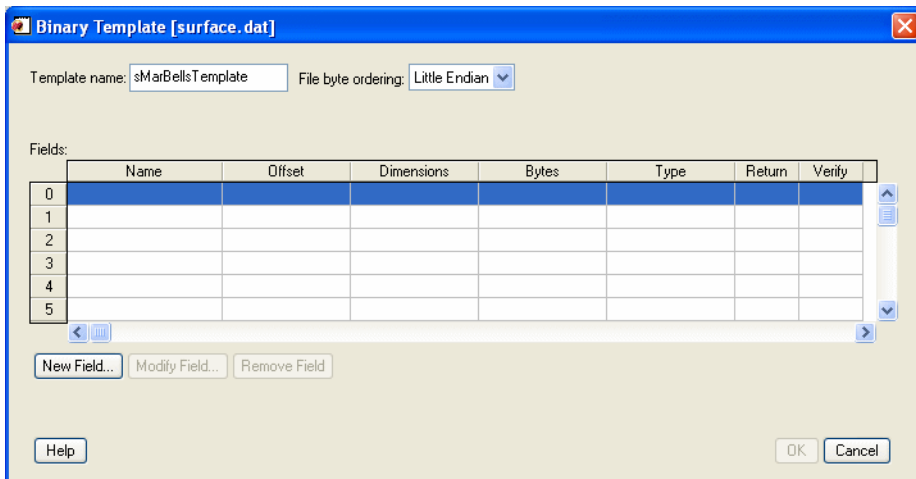 Binary Template [surface.dat]
Template name: sMarBellsTemplate File byte ordering: Little Endian
Fields:
Name Offset Dimensions Bytes Type Return Verify
0
1
2
3
4
5
New Field... Modify Field... Remove Field
Help OK Cancel